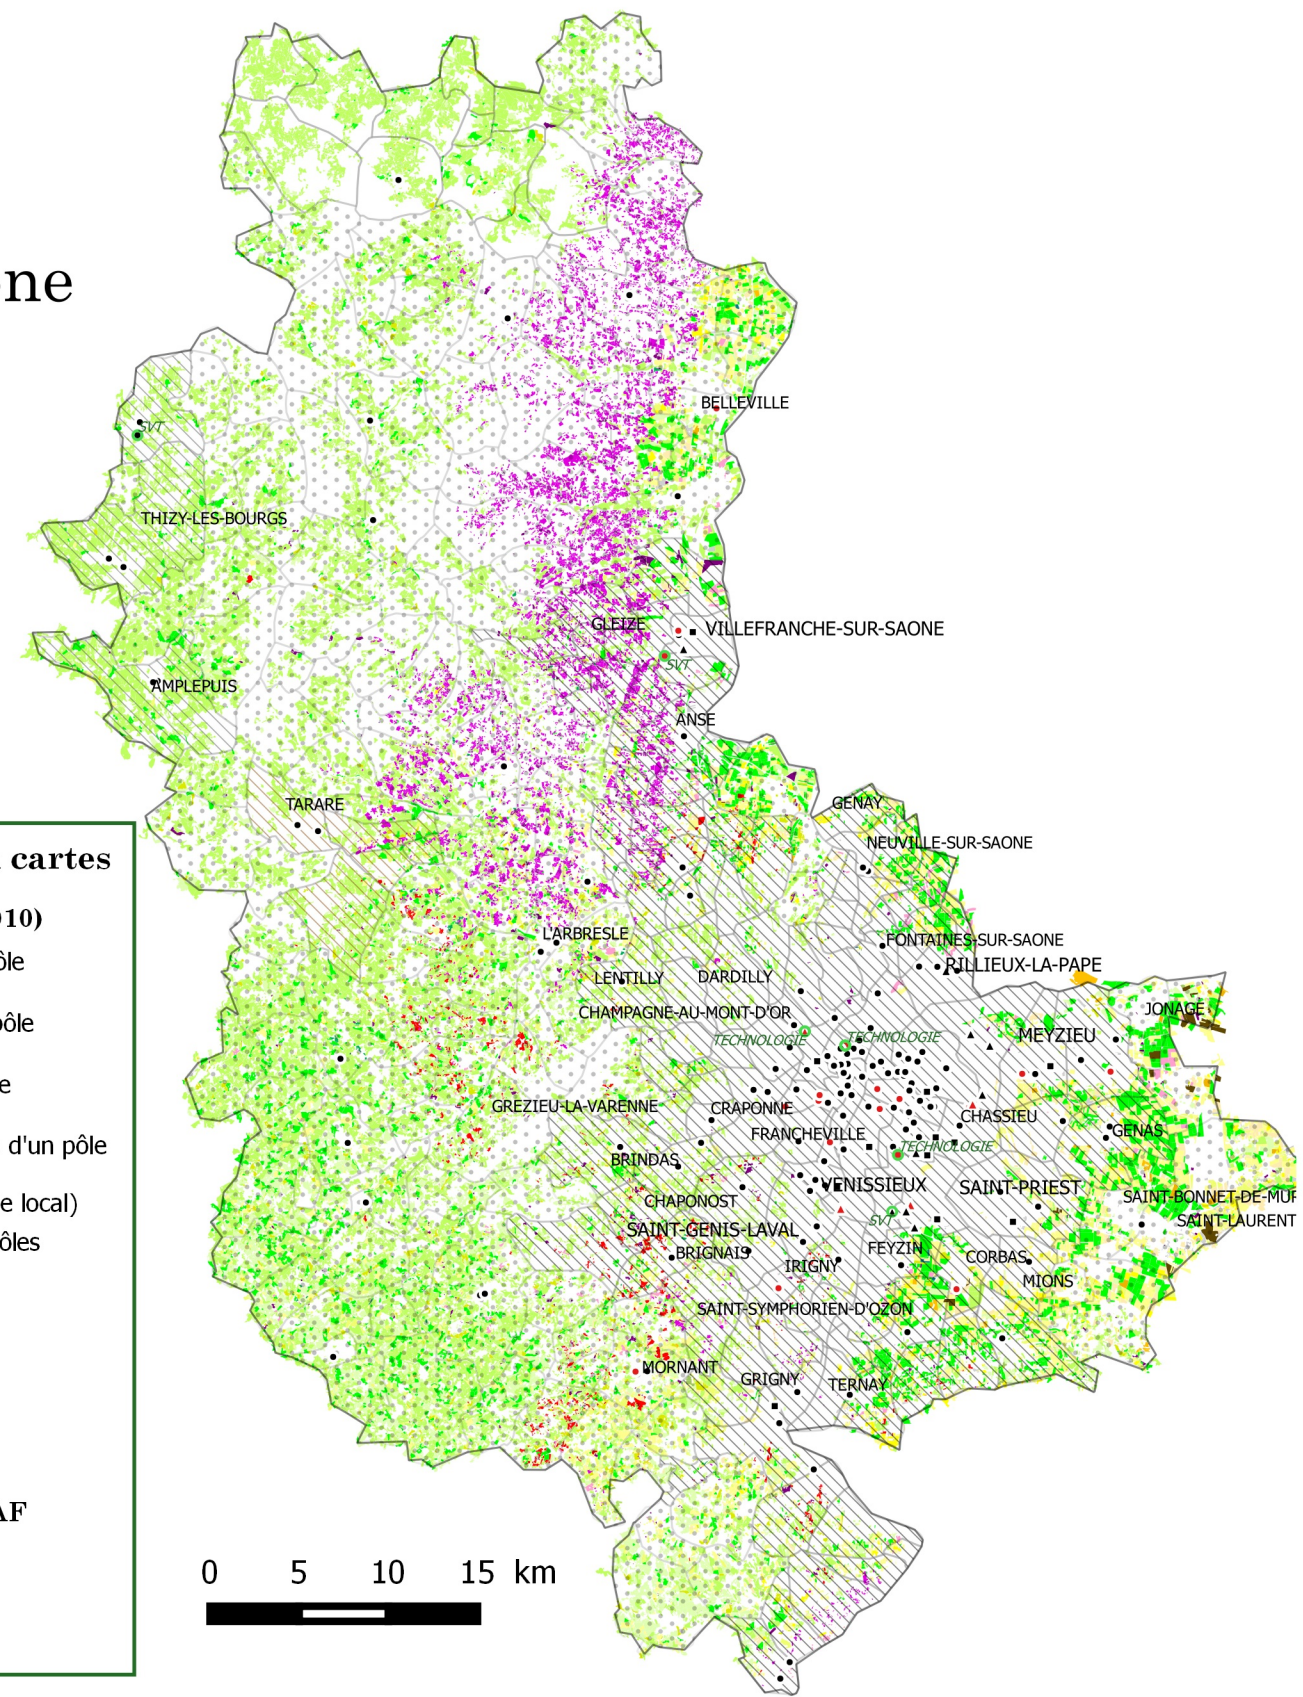 ne
SVT
BELLEVILLE
THIZY-LES-BOURGS
GLEIZE
VILLEFRANCHE-SUR-SAONE
SVT
AMPLEPUIS
ANSE
TARARE
GENAY
NEUVILLE-SUR-SAONE
cartes
10)
ôle
L'ARBRESLE
FONTAINES-SUR-SAONE
RILLIEUX-LA-PAPE
LENTILLY
DARDILLY
JONAGE
CHAMPAGNE-AU-MONT-D'OR
ôle
MEYZIEU
TECHNOLOGIE
TECHNOLOGIE
e
GREZIEU-LA-VARENNE
CRAPONNE
CHASSIEU
FRANCHEVILLE
GENAS
d'un pôle
TECHNOLOGIE
BRINDAS
VENISSIEUX
SAINT-PRIEST
CHAPONOST
SAINT-BONNET-DE-MUR
e local)
SVT
SAINT-LAURENT
SAINT-GENIS-LAVAL
ôles
BRIGNAIS
FEYZIN
CORBAS
IRIGNY
MIONS
SAINT-SYMPHORIEN-D'OZON
MORNANT
GRIGNY
TERNAY
AF
0 5 10 15 km